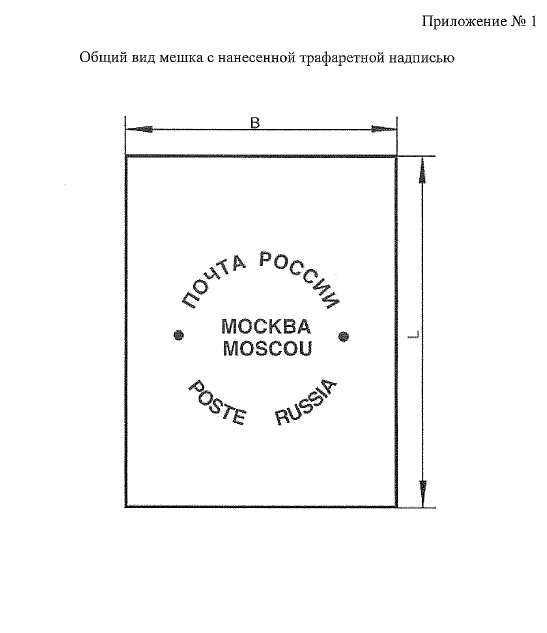 Приложение № 1
Общий вид мешка с нанесенной трафаретной надписью
B
ПОЧТА РОССИИ
МОСКВА
MOSCOU
L
POSTE RUSSIA